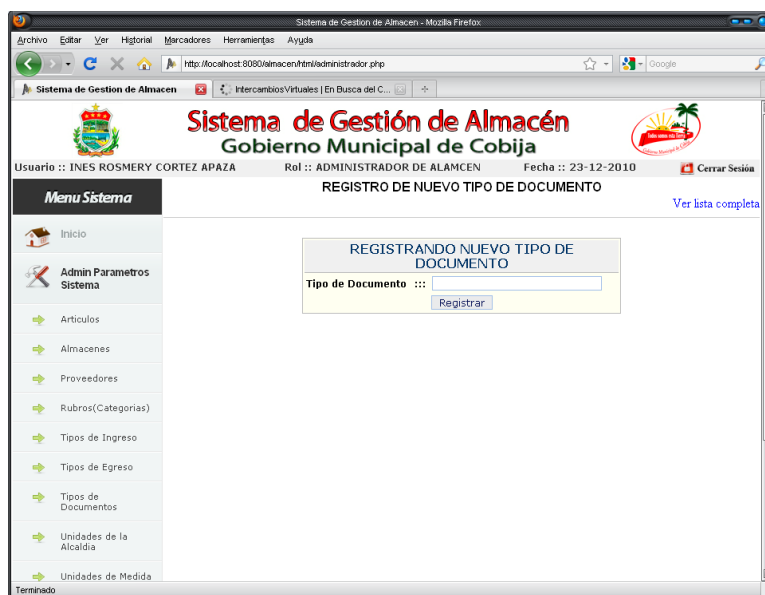 Sistema de Gestion de Almacen - Mozilla Firefox
Archivo Editar Ver Historial Marcadores Herramientas Ayuda
http://localhost:8080/almacen/html/administrador.php
Google
Sistema de Gestion de Almacen
IntercambiosVirtuales | En Busca del C...
Sistema de Gestión de Almacén
Gobierno Municipal de Cobija
Usuario :: INES ROSMERY CORTEZ APAZA Rol :: ADMINISTRADOR DE ALAMCEN Fecha :: 23-12-2010 Cerrar Sesión
Menu Sistema
REGISTRO DE NUEVO TIPO DE DOCUMENTO
Ver lista completa
Inicio
REGISTRANDO NUEVO TIPO DE
DOCUMENTO
Tipo de Documento :::
Registrar
Admin Parametros
Sistema
Articulos
Almacenes
Proveedores
Rubros(Categorias)
Tipos de Ingreso
Tipos de Egreso
Tipos de
Documentos
Unidades de la
Alcaldia
Unidades de Medida
Terminado